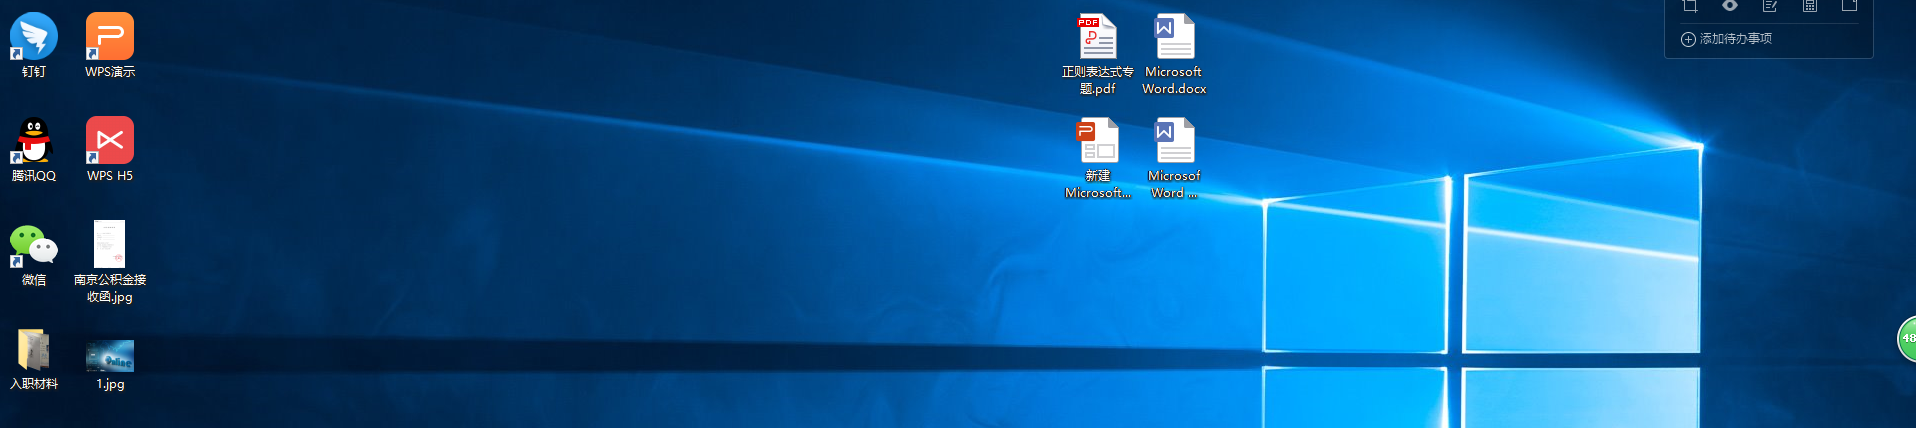 钉钉
WPS演示
腾讯QQ
WPS H5
微信
南京公积金接
收函.jpg
入职材料
Online
1.jpg
PDF
正则表达式专
题.pdf
W
Microsoft
Word.docx
P
新建
Microsoft...
W
Microsof
Word ...
添加待办事项
48